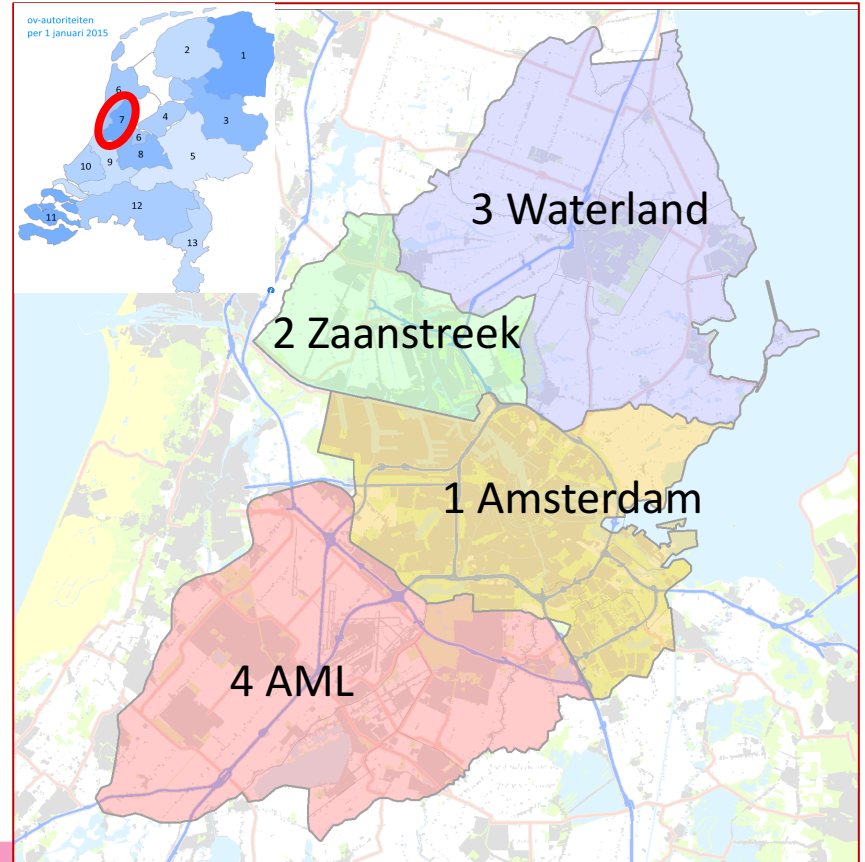 ov-autoriteiten
per 1 januari 2015
2
1
6
7
4
3
6
8
5
9
10
12
11
13
3 Waterland
2 Zaanstreek
1 Amsterdam
4 AML